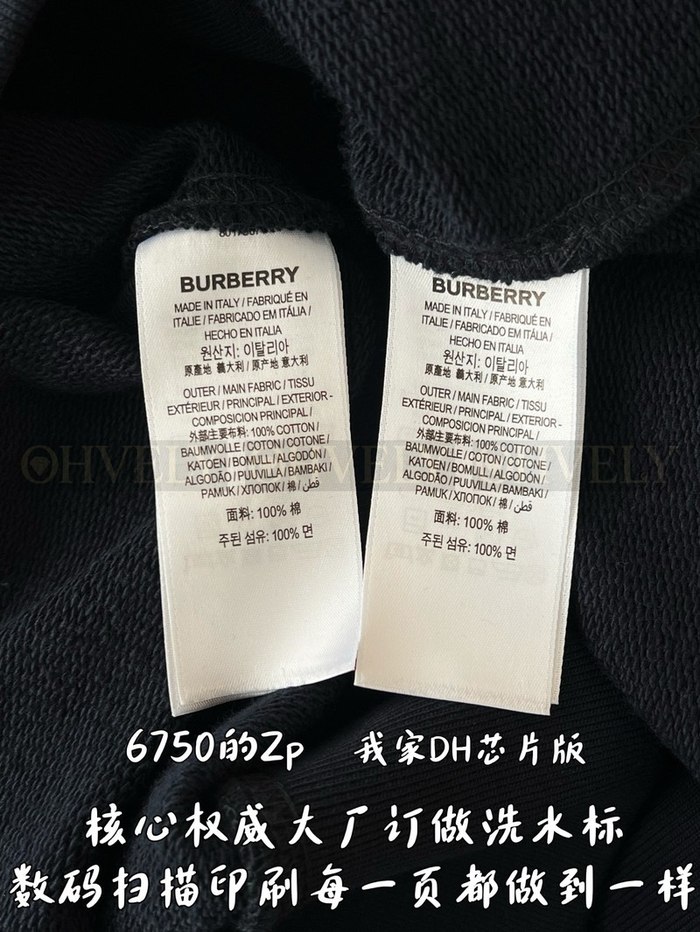 BURBERRY
MADE IN ITALY / FABRIQUÉ EN
ITALIE / FABRICADO EM ITÁLIA /
HECHO EN ITALIA
원산지: 이탈리아
原產地 義大利 / 原产地 意大利
OUTER / MAIN FABRIC / TISSU
EXTÉRIEUR / PRINCIPAL / EXTERIOR -
COMPOSICION PRINCIPAL /
外部主要布料: 100% COTTON /
BAUMWOLLE / COTON / COTONE /
KATOEN / BOMULL / ALGODÓN /
ALGODÃO / PUUVILLA / BAMBAKI /
PAMUK / ХЛОПОК / 棉 / قطن
面料: 100% 棉
주된 섬유: 100% 면
BURBERRY
MADE IN ITALY / FABRIQUÉ EN
ITALIE / FABRICADO EM ITÁLIA /
HECHO EN ITALIA
원산지: 이탈리아
原產地 義大利 / 原产地 意大利
OUTER / MAIN FABRIC / TISSU
EXTÉRIEUR / PRINCIPAL / EXTERIOR -
COMPOSICION PRINCIPAL /
外部主要布料: 100% COTTON /
BAUMWOLLE / COTON / COTONE /
KATOEN / BOMULL / ALGODÓN /
ALGODÃO / PUUVILLA / BAMBAKI /
PAMUK / ХЛОПОК / 棉 / قطن
面料: 100% 棉
주된 섬유: 100% 면
OHVELY
6750的Zp 我家DH芯片版
核心权威大厂订做洗水标
数码扫描印刷每一页都做到一样